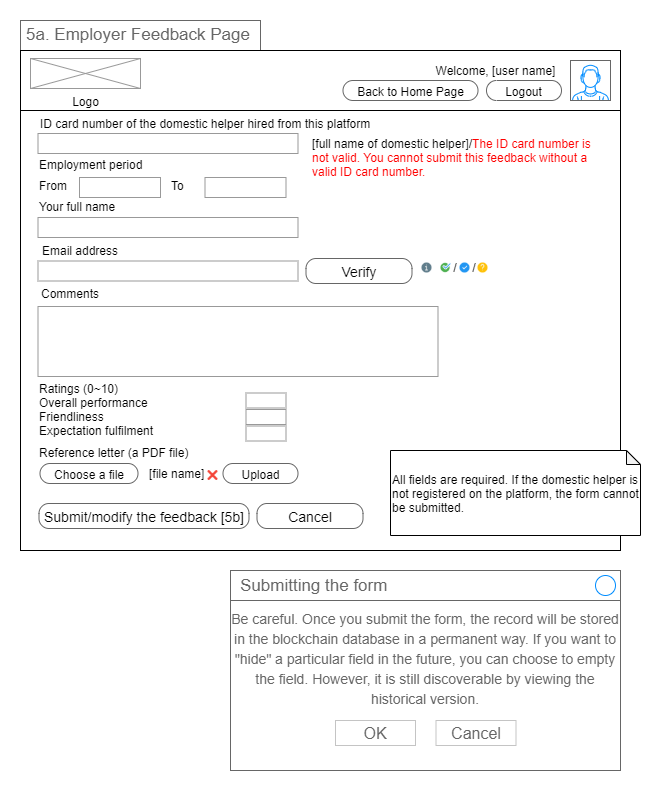 5a. Employer Feedback Page
Welcome, [user name]
Logo
Back to Home Page
Logout
ID card number of the domestic helper hired from this platform
[full name of domestic helper]/The ID card number is
not valid. You cannot submit this feedback without a
valid ID card number.
Employment period
From
To
Your full name
Email address
Verify
i / / ?
Comments
Ratings (0~10)
Overall performance
Friendliness
Expectation fulfilment
Reference letter (a PDF file)
Choose a file
[file name]
Upload
All fields are required. If the domestic helper is
not registered on the platform, the form cannot
be submitted.
Submit/modify the feedback [5b]
Cancel
Submitting the form
Be careful. Once you submit the form, the record will be stored
in the blockchain database in a permanent way. If you want to
"hide" a particular field in the future, you can choose to empty
the field. However, it is still discoverable by viewing the
historical version.
OK
Cancel